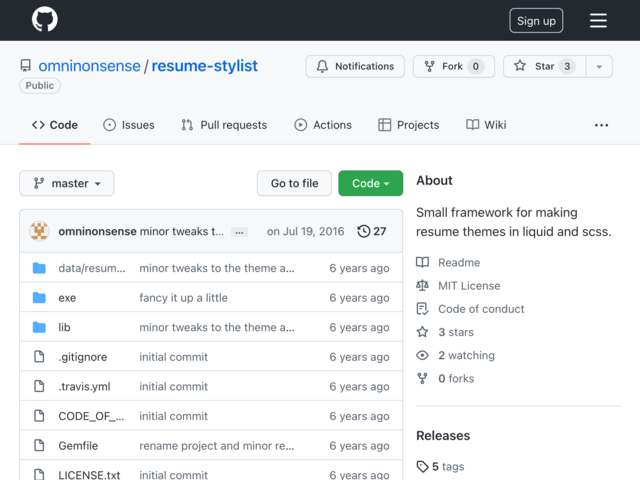 Sign up
omninonsense / resume-stylist
Public
Notifications
Fork 0
Star 3
Code
Issues
Pull requests
Actions
Projects
Wiki
master
Go to file
Code
omninonsense minor tweaks t... on Jul 19, 2016 27
data/resum... minor tweaks to the theme a... 6 years ago
exe fancy it up a little 6 years ago
lib minor tweaks to the theme a... 6 years ago
.gitignore initial commit 6 years ago
.travis.yml initial commit 6 years ago
CODE_OF_... initial commit 6 years ago
Gemfile rename project and minor re... 6 years ago
LICENSE.txt initial commit 6 years ago
About
Small framework for making
resume themes in liquid and scss.
Readme
MIT License
Code of conduct
3 stars
2 watching
0 forks
Releases
5 tags